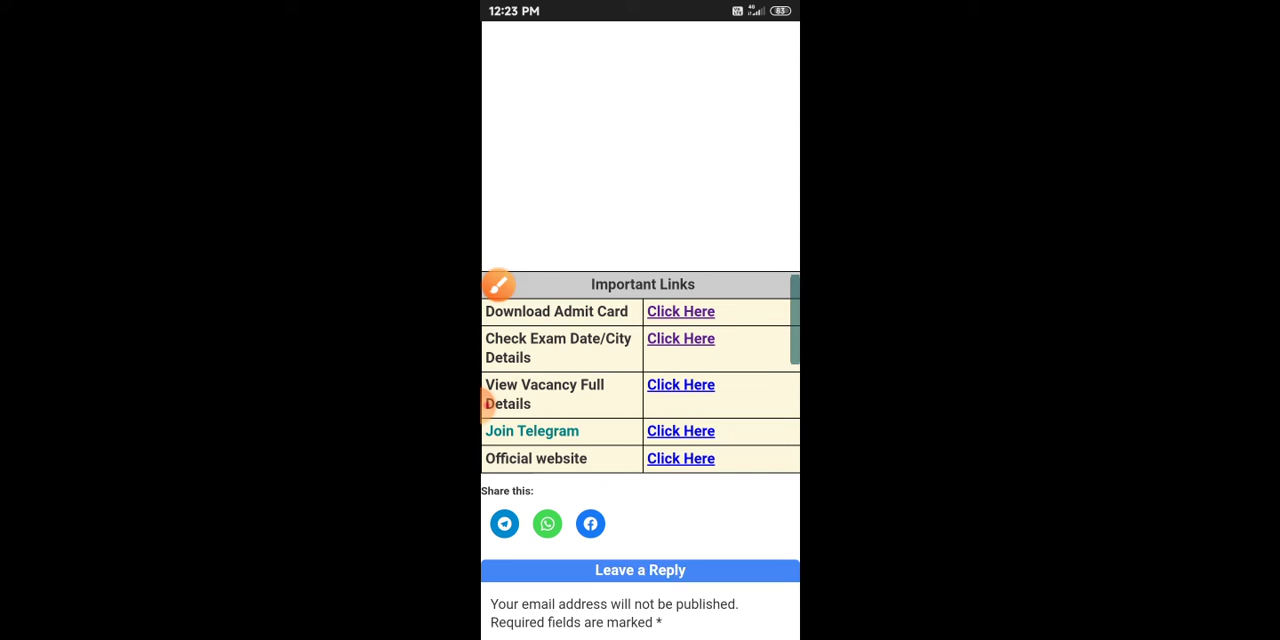 12:23 PM
4G
83
Important Links
Download Admit Card Click Here
Check Exam Date/City Click Here
Details
View Vacancy Full Click Here
Details
Join Telegram Click Here
Official website Click Here
Share this:
Leave a Reply
Your email address will not be published.
Required fields are marked *